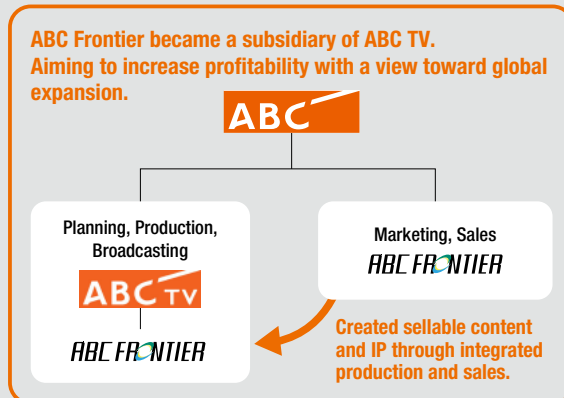 ABC Frontier became a subsidiary of ABC TV.
Aiming to increase profitability with a view toward global
expansion.
ABC
Planning, Production,
Broadcasting
ABC TV
ABC FRONTIER
Marketing, Sales
ABC FRONTIER
Created sellable content
and IP through integrated
production and sales.